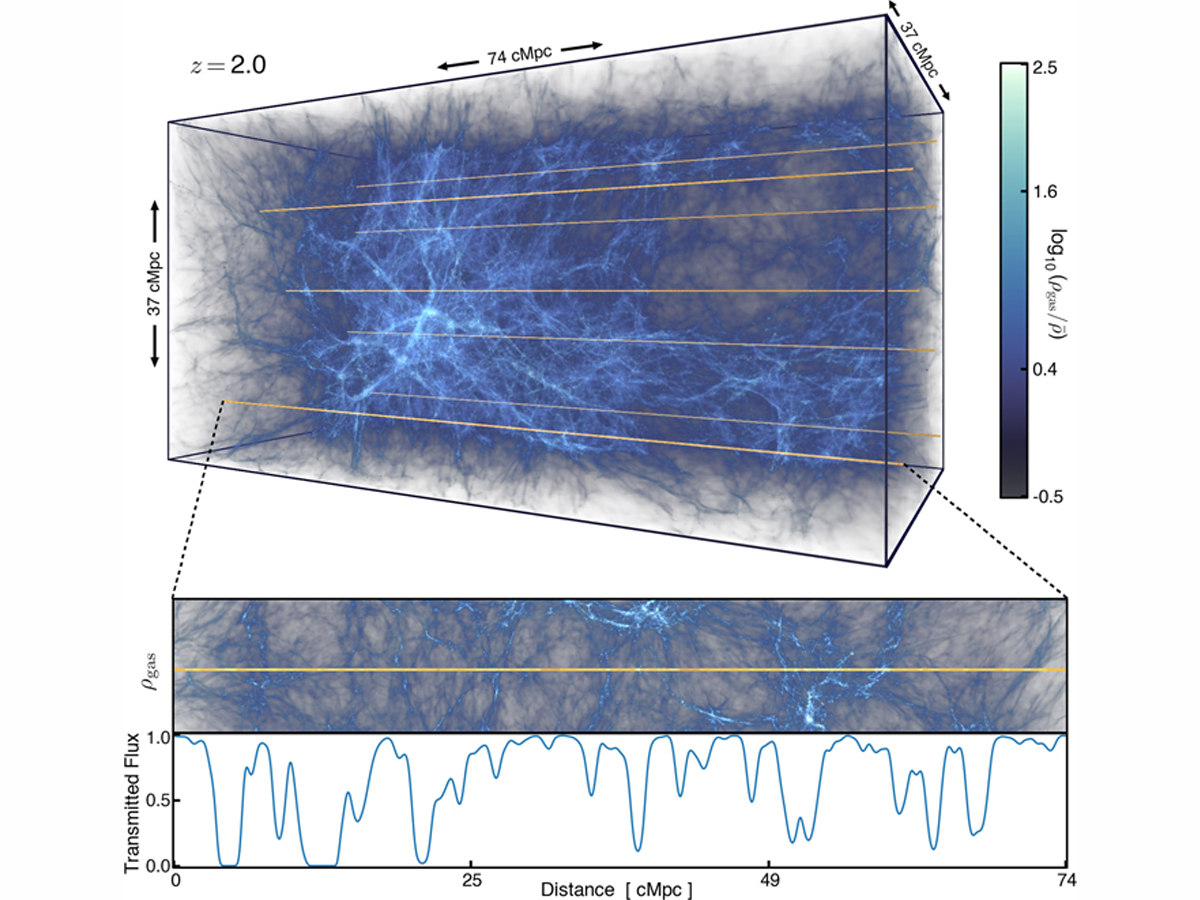 z = 2.0
74 cMpc
37 cMpc
37 cMpc
2.5
1.6
0.4
-0.5
log₁₀(ρgas/ρ̄)
ρgas
Transmitted Flux
1.0
0.5
0.0
0 25 49 74
Distance [ cMpc ]